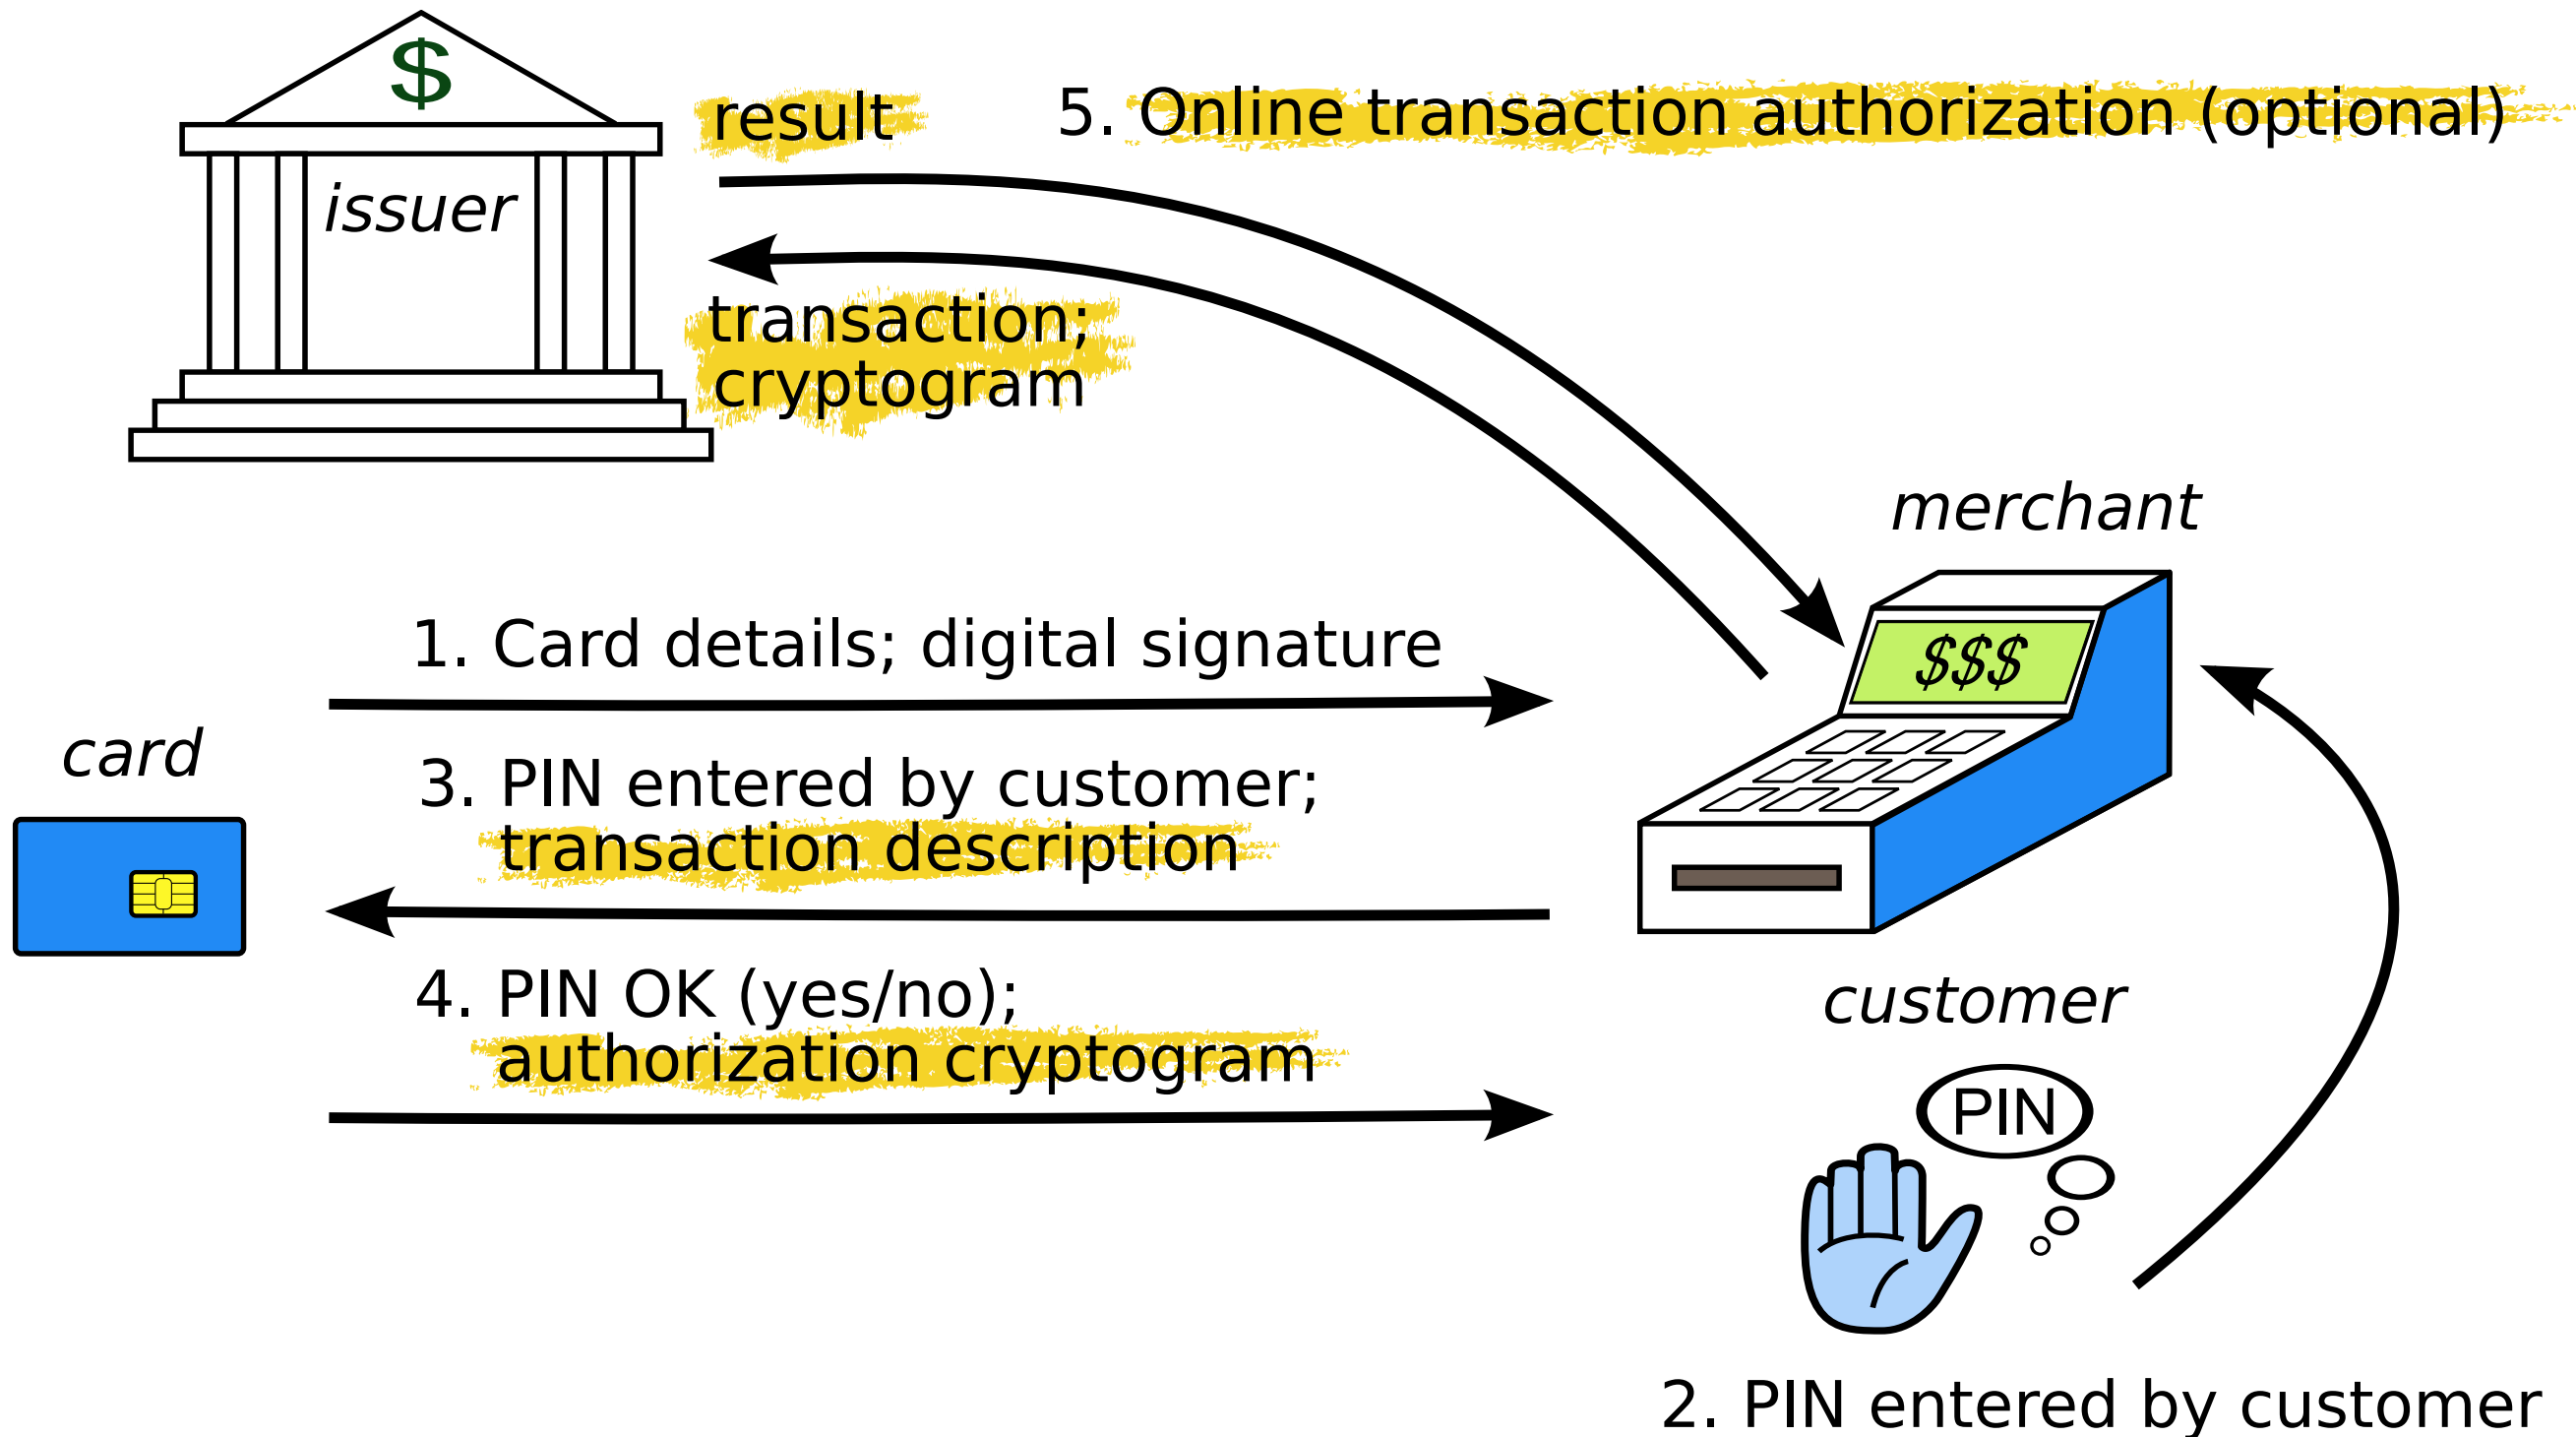 $
issuer
result
5. Online transaction authorization (optional)
transaction;
cryptogram
merchant
$$$
1. Card details; digital signature
card
3. PIN entered by customer;
transaction description
4. PIN OK (yes/no);
authorization cryptogram
customer
PIN
2. PIN entered by customer